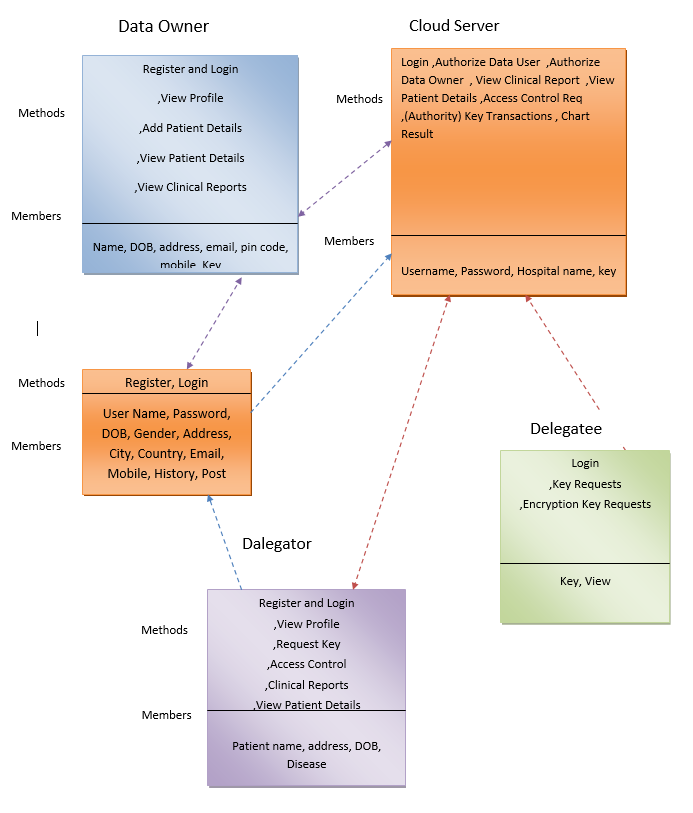 Data Owner
Cloud Server
Methods
Register and Login
,View Profile
,Add Patient Details
,View Patient Details
,View Clinical Reports
Members
Name, DOB, address, email, pin code,
mobile, Key
Methods
Login ,Authorize Data User ,Authorize
Data Owner , View Clinical Report ,View
Patient Details ,Access Control Req
,(Authority) Key Transactions , Chart
Result
Members
Username, Password, Hospital name, key
Methods
Register, Login
Members
User Name, Password,
DOB, Gender, Address,
City, Country, Email,
Mobile, History, Post
Delegatee
Login
,Key Requests
,Encryption Key Requests
Key, View
Dalegator
Methods
Register and Login
,View Profile
,Request Key
,Access Control
,Clinical Reports
,View Patient Details
Members
Patient name, address, DOB,
Disease